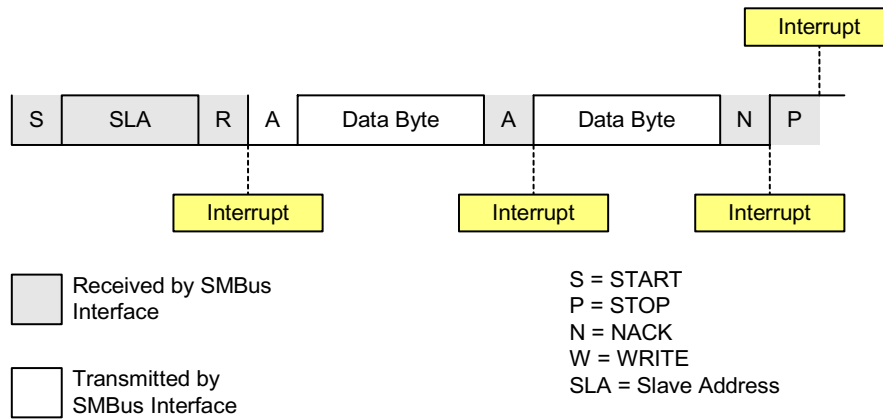 Interrupt
S
SLA
R
A
Data Byte
A
Data Byte
N
P
Interrupt
Interrupt
Interrupt
Received by SMBus
Interface
Transmitted by
SMBus Interface
S = START
P = STOP
N = NACK
W = WRITE
SLA = Slave Address